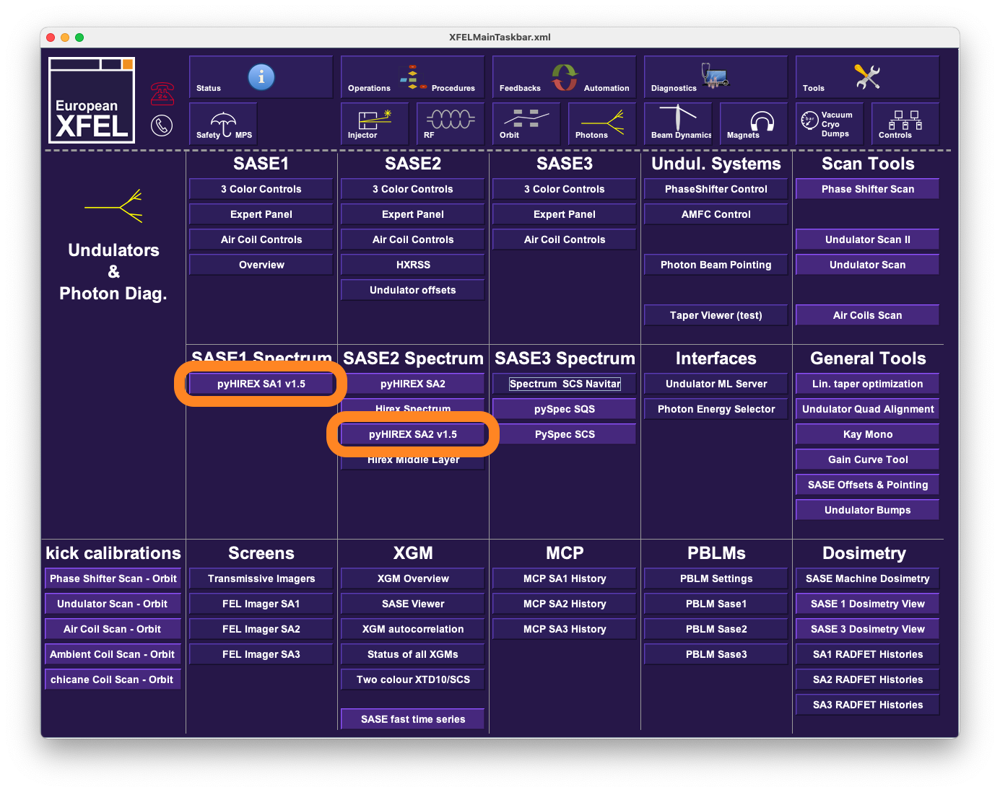 XFELMainTaskbar.xml
European
XFEL
24
Status
Operations
Procedures
Feedbacks
Automation
Diagnostics
Tools
Safety
MPS
Injector
RF
Orbit
Photons
Beam Dynamics
Magnets
bar
Vacuum
Cryo
Dumps
Controls
Undulators
&
Photon Diag.
SASE1
3 Color Controls
Expert Panel
Air Coil Controls
Overview
SASE2
3 Color Controls
Expert Panel
Air Coil Controls
HXRSS
Undulator offsets
SASE3
3 Color Controls
Expert Panel
Air Coil Controls
Undul. Systems
PhaseShifter Control
AMFC Control
Photon Beam Pointing
Taper Viewer (test)
Scan Tools
Phase Shifter Scan
Undulator Scan II
Undulator Scan
Air Coils Scan
SASE1 Spectrum
pyHIREX SA1 v1.5
SASE2 Spectrum
pyHIREX SA2
Hirex Spectrum
pyHIREX SA2 v1.5
Hirex Middle Layer
SASE3 Spectrum
Spectrum  SCS Navitar
pySpec SQS
PySpec SCS
Interfaces
Undulator ML Server
Photon Energy Selector
General Tools
Lin. taper optimization
Undulator Quad Alignment
Kay Mono
Gain Curve Tool
SASE Offsets & Pointing
Undulator Bumps
kick calibrations
Phase Shifter Scan - Orbit
Undulator Scan - Orbit
Air Coil Scan - Orbit
Ambient Coil Scan - Orbit
chicane Coil Scan - Orbit
Screens
Transmissive Imagers
FEL Imager SA1
FEL Imager SA2
FEL Imager SA3
XGM
XGM Overview
SASE Viewer
XGM autocorrelation
Status of all XGMs
Two colour XTD10/SCS
SASE fast time series
MCP
MCP SA1 History
MCP SA2 History
MCP SA3 History
PBLMs
PBLM Settings
PBLM Sase1
PBLM Sase2
PBLM Sase3
Dosimetry
SASE Machine Dosimetry
SASE 1 Dosimetry View
SASE 3 Dosimetry View
SA1 RADFET Histories
SA2 RADFET Histories
SA3 RADFET Histories